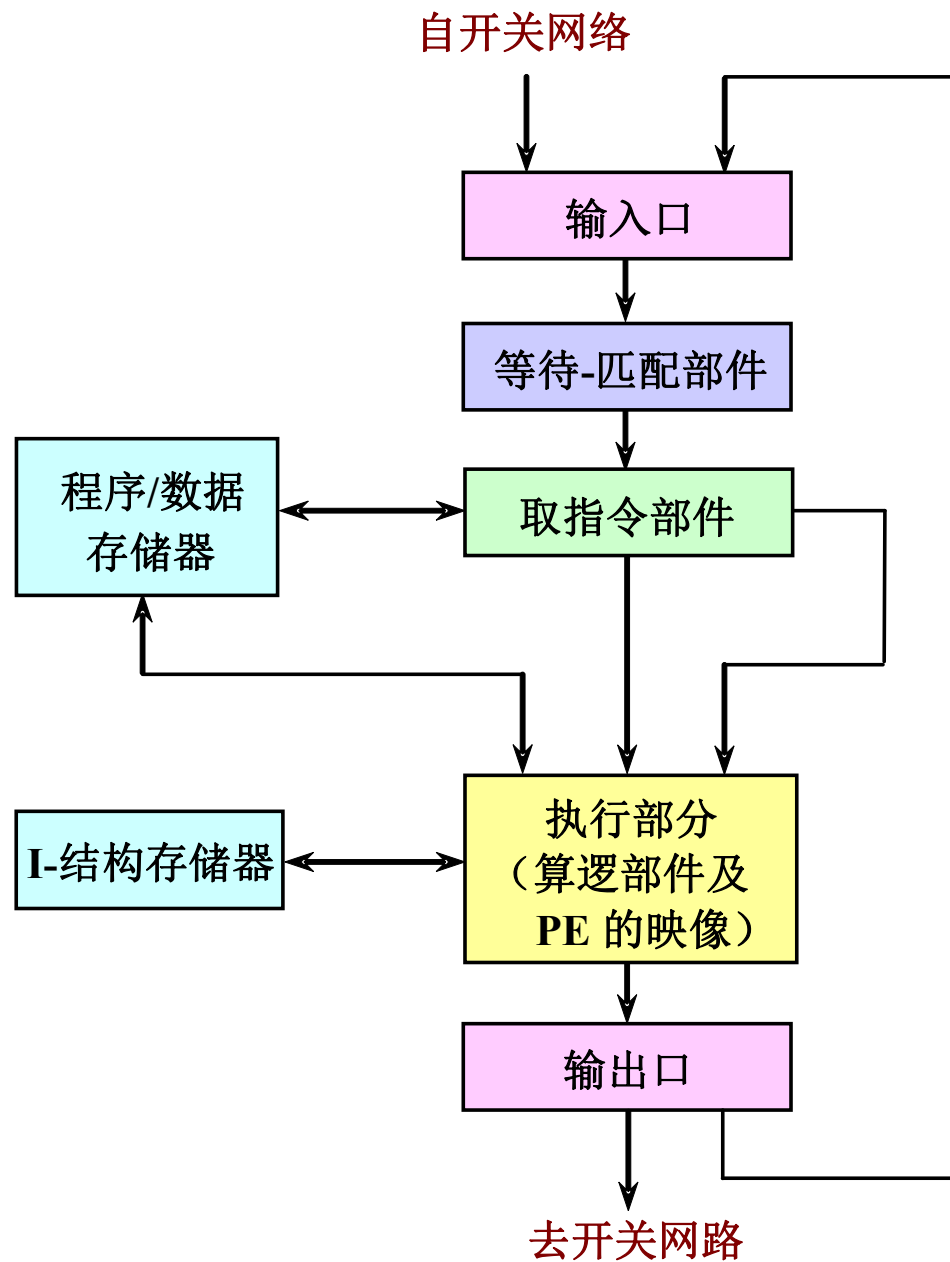 自开关网络
输入口
等待-匹配部件
程序/数据
存储器
取指令部件
I-结构存储器
执行部分
（算逻部件及
PE 的映像）
输出口
去开关网路